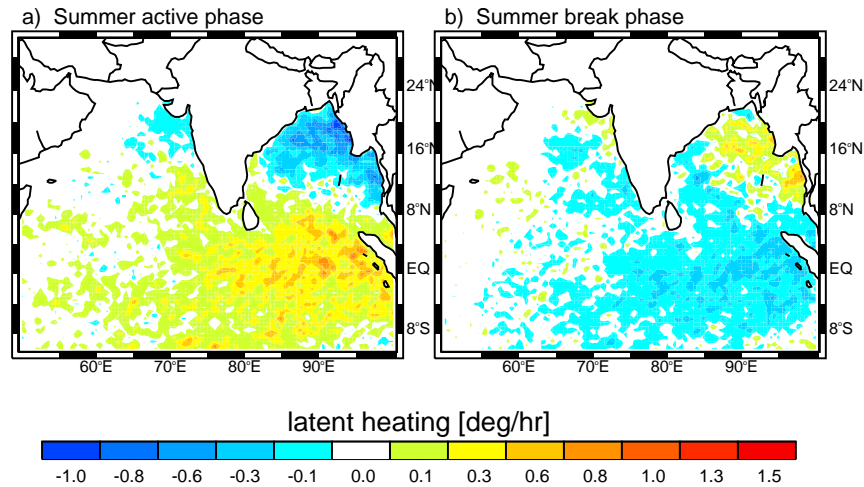 a) Summer active phase
b) Summer break phase
24°N
16°N
8°N
EQ
8°S
60°E 70°E 80°E 90°E
24°N
16°N
8°N
EQ
8°S
60°E 70°E 80°E 90°E
latent heating [deg/hr]
-1.0 -0.8 -0.6 -0.3 -0.1 0.0 0.1 0.3 0.6 0.8 1.0 1.3 1.5